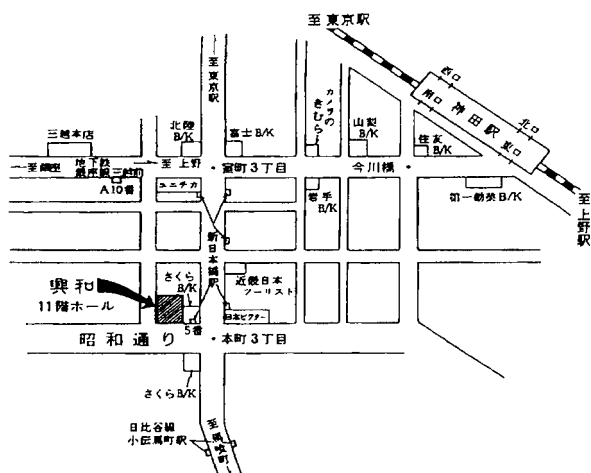 至東京駅
至東京駅
西口
南口
神田駅
北口
東口
至上野駅
カメラの
きむら
山梨
B/K
住友
B/K
三越本店
北陸
B/K
富士B/K
至銀座
地下鉄
銀座線三越前
A10番
至 上野
室町3丁目
今川橋
ユニチカ
岩手
B/K
第一勧業B/K
新日本橋駅
興和
11階ホール
さくら
B/K
5番
近畿日本
ツーリスト
日本ビクター
昭和通り
本町3丁目
さくらB/K
日比谷線
小伝馬町駅
至馬喰町